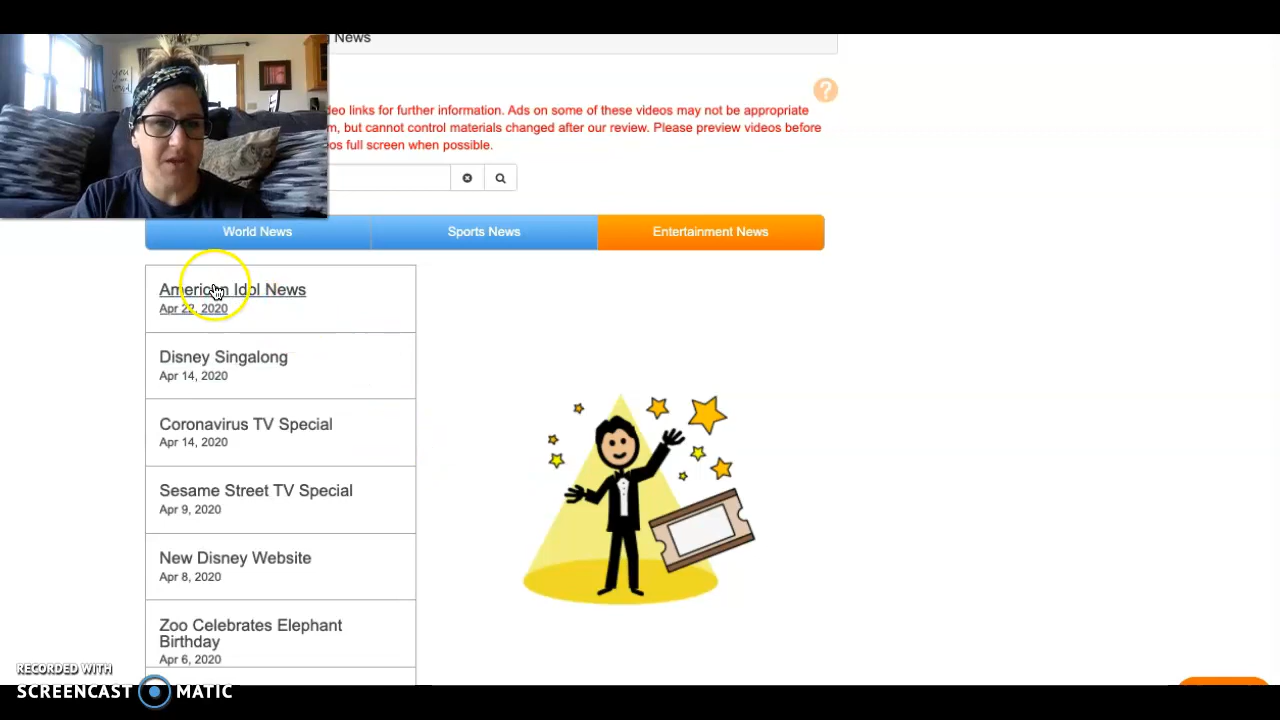 News
deo links for further information. Ads on some of these videos may not be appropriate
m, but cannot control materials changed after our review. Please preview videos before
os full screen when possible.
World News
Sports News
Entertainment News
American Idol News
Apr 22, 2020
Disney Singalong
Apr 14, 2020
Coronavirus TV Special
Apr 14, 2020
Sesame Street TV Special
Apr 9, 2020
New Disney Website
Apr 8, 2020
Zoo Celebrates Elephant
Birthday
Apr 6, 2020
RECORDED WITH
SCREENCAST MATIC